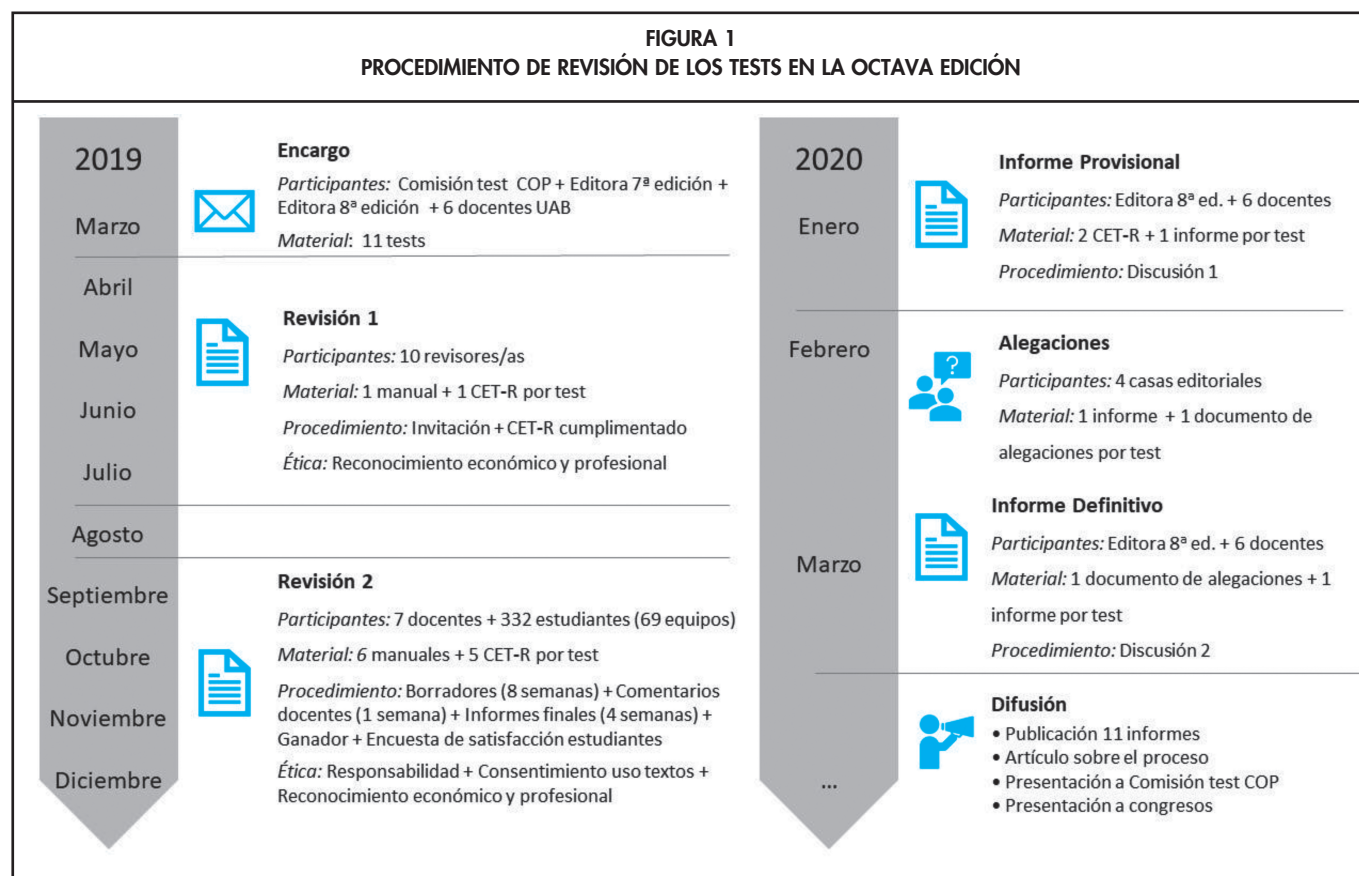 FIGURA 1
PROCEDIMIENTO DE REVISIÓN DE LOS TESTS EN LA OCTAVA EDICIÓN
2019
Marzo
Encargo
Participantes: Comisión test COP + Editora 7ª edición +
Editora 8ª edición + 6 docentes UAB
Material: 11 tests
Abril
Mayo
Junio
Julio
Revisión 1
Participantes: 10 revisores/as
Material: 1 manual + 1 CET-R por test
Procedimiento: Invitación + CET-R cumplimentado
Ética: Reconocimiento económico y profesional
Agosto
Septiembre
Octubre
Noviembre
Diciembre
Revisión 2
Participantes: 7 docentes + 332 estudiantes (69 equipos)
Material: 6 manuales + 5 CET-R por test
Procedimiento: Borradores (8 semanas) + Comentarios
docentes (1 semana) + Informes finales (4 semanas) +
Ganador + Encuesta de satisfacción estudiantes
Ética: Responsabilidad + Consentimiento uso textos +
Reconocimiento económico y profesional
2020
Enero
Informe Provisional
Participantes: Editora 8ª ed. + 6 docentes
Material: 2 CET-R + 1 informe por test
Procedimiento: Discusión 1
Febrero
Alegaciones
?
Participantes: 4 casas editoriales
Material: 1 informe + 1 documento de
alegaciones por test
Marzo
Informe Definitivo
Participantes: Editora 8ª ed. + 6 docentes
Material: 1 documento de alegaciones + 1
informe por test
Procedimiento: Discusión 2
...
Difusión
• Publicación 11 informes
• Artículo sobre el proceso
• Presentación a Comisión test COP
• Presentación a congresos